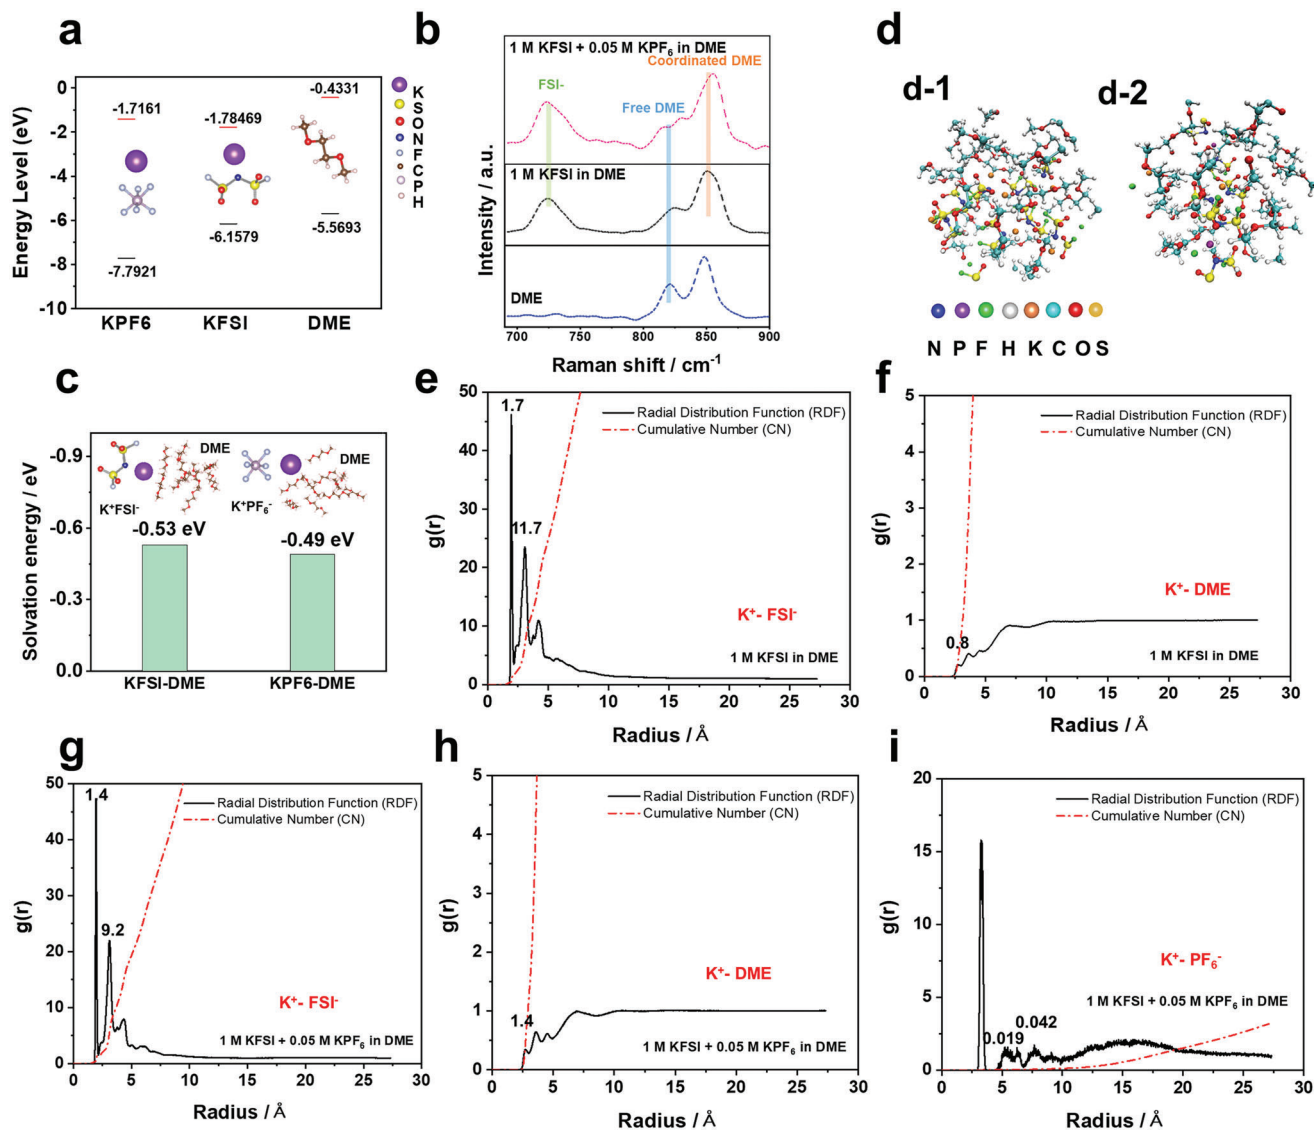 a
Energy Level (eV)
0
-2
-4
-6
-8
-10
-1.7161
-7.7921
-1.78469
-6.1579
-0.4331
-5.5693
KPF6
KFSI
DME
K
S
O
N
F
C
P
H
b
Intensity / a.u.
1 M KFSI + 0.05 M KPF6 in DME
Coordinated DME
FSI-
Free DME
1 M KFSI in DME
DME
700
750
800
850
900
Raman shift / cm-1
d
d-1
d-2
N P F H K C O S
c
Solvation energy / eV
-0.9
-0.6
-0.3
0.0
DME
DME
K+FSI-
K+PF6-
-0.53 eV
-0.49 eV
KFSI-DME
KPF6-DME
e
g(r)
50
40
30
20
10
0
1.7
11.7
Radial Distribution Function (RDF)
Cumulative Number (CN)
K+- FSI-
1 M KFSI in DME
0 5 10 15 20 25 30
Radius / Å
f
g(r)
5
4
3
2
1
0
Radial Distribution Function (RDF)
Cumulative Number (CN)
K+- DME
0.8
1 M KFSI in DME
0 5 10 15 20 25 30
Radius / Å
g
g(r)
50
40
30
20
10
0
1.4
9.2
Radial Distribution Function (RDF)
Cumulative Number (CN)
K+- FSI-
1 M KFSI + 0.05 M KPF6 in DME
0 5 10 15 20 25 30
Radius / Å
h
g(r)
5
4
3
2
1
0
Radial Distribution Function (RDF)
Cumulative Number (CN)
K+- DME
1.4
1 M KFSI + 0.05 M KPF6 in DME
0 5 10 15 20 25 30
Radius / Å
i
g(r)
20
15
10
5
0
Radial Distribution Function (RDF)
Cumulative Number (CN)
K+- PF6-
1 M KFSI + 0.05 M KPF6 in DME
0.042
0.019
0 5 10 15 20 25 30
Radius / Å